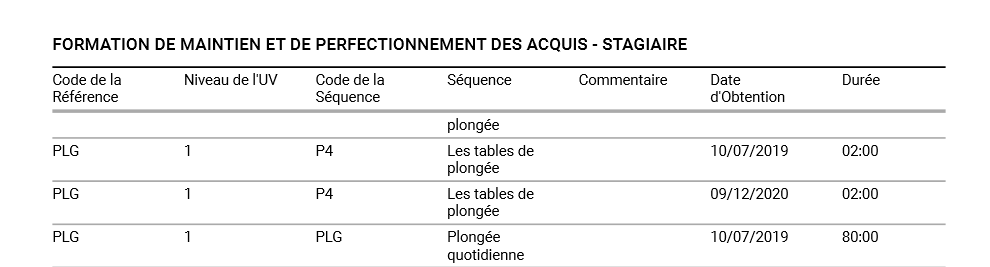 FORMATION DE MAINTIEN ET DE PERFECTIONNEMENT DES ACQUIS - STAGIAIRE
Code de la Référence Niveau de l'UV Code de la Séquence Séquence Commentaire Date d'Obtention Durée
plongée
PLG 1 P4 Les tables de plongée 10/07/2019 02:00
PLG 1 P4 Les tables de plongée 09/12/2020 02:00
PLG 1 PLG Plongée quotidienne 10/07/2019 80:00